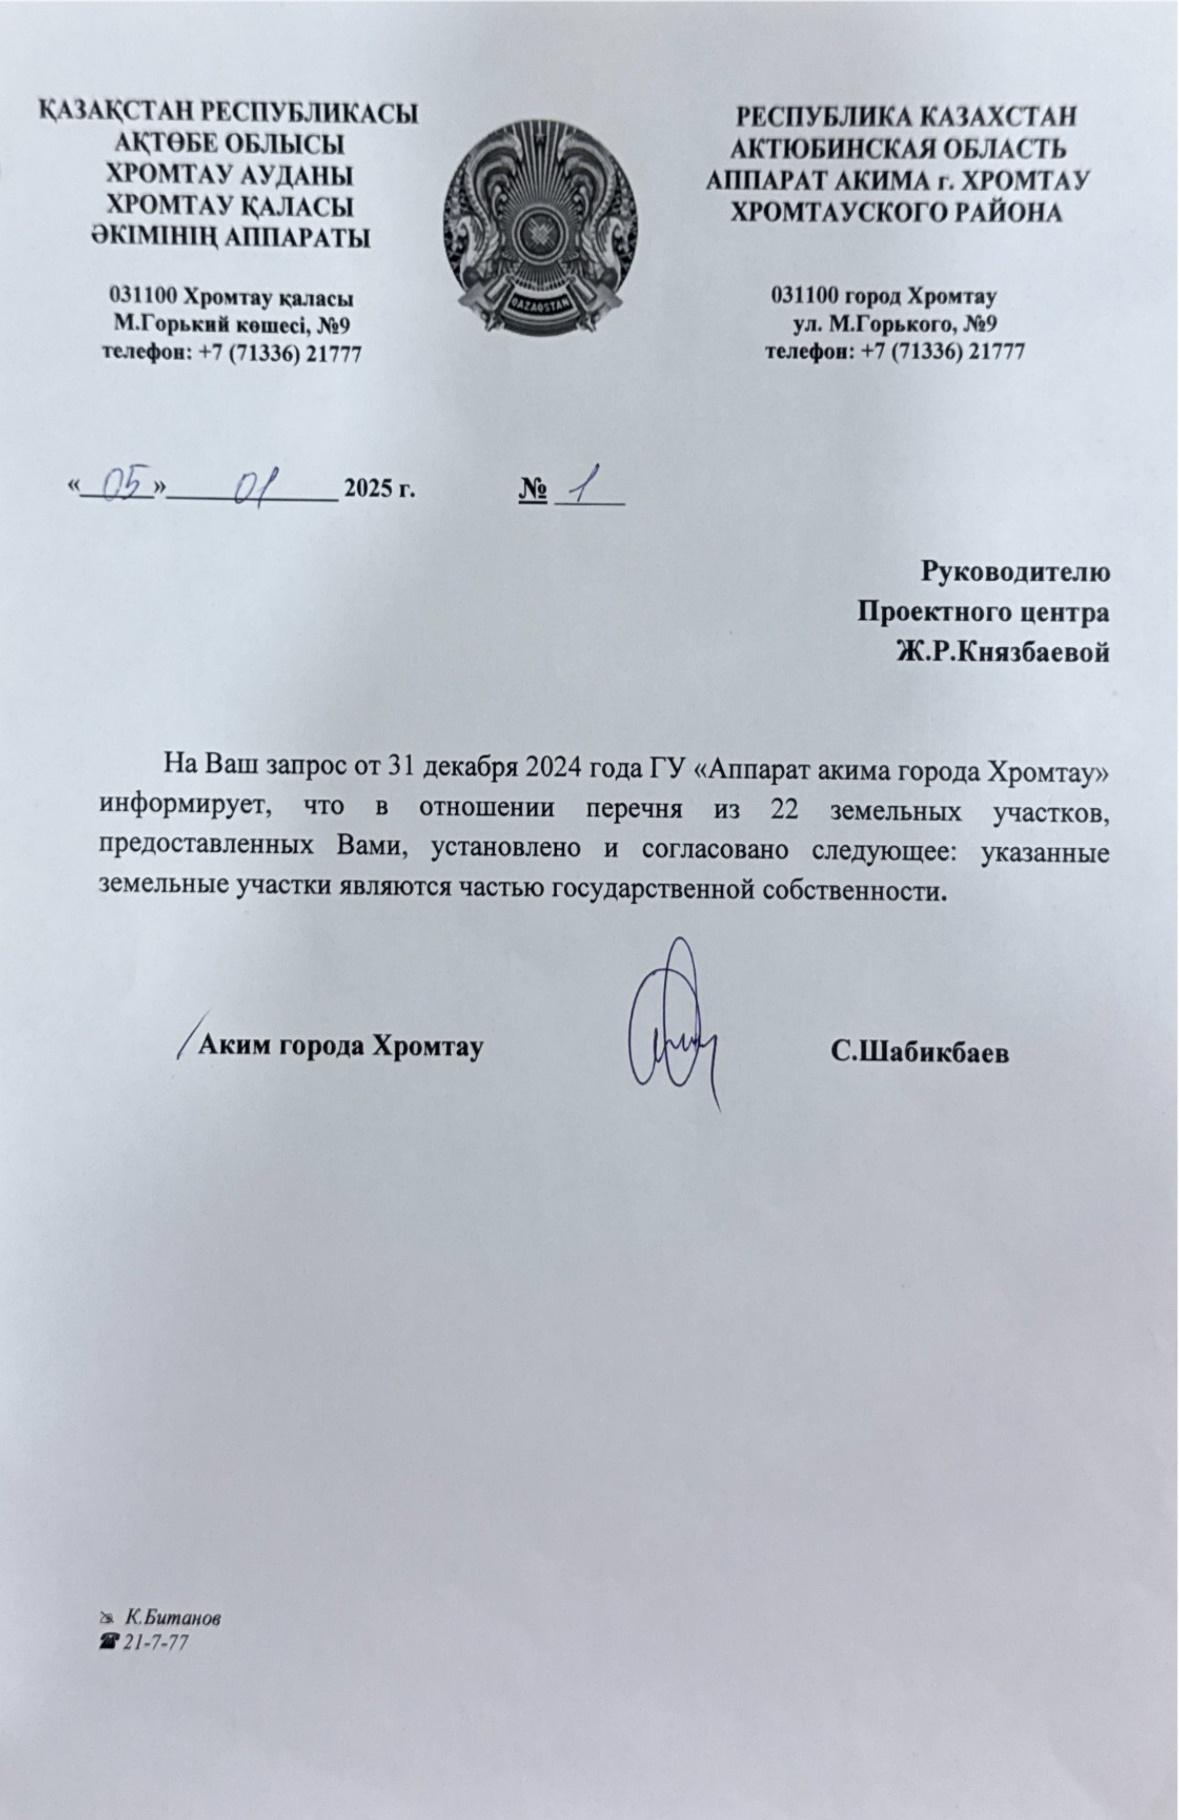 ҚАЗАҚСТАН РЕСПУБЛИКАСЫ
АҚТӨБЕ ОБЛЫСЫ
ХРОМТАУ АУДАНЫ
ХРОМТАУ ҚАЛАСЫ
ӘКІМІНІҢ АППАРАТЫ
031100 Хромтау қаласы
М.Горький көшесі, №9
телефон: +7 (71336) 21777
QAZAQSTAN
РЕСПУБЛИКА КАЗАХСТАН
АКТЮБИНСКАЯ ОБЛАСТЬ
АППАРАТ АКИМА г. ХРОМТАУ
ХРОМТАУСКОГО РАЙОНА
031100 город Хромтау
ул. М.Горького, №9
телефон: +7 (71336) 21777
«05» 01 2025 г. № 1
Руководителю
Проектного центра
Ж.Р.Князбаевой
На Ваш запрос от 31 декабря 2024 года ГУ «Аппарат акима города Хромтау»
информирует, что в отношении перечня из 22 земельных участков,
предоставленных Вами, установлено и согласовано следующее: указанные
земельные участки являются частью государственной собственности.
Аким города Хромтау С.Шабикбаев
К.Битанов
21-7-77